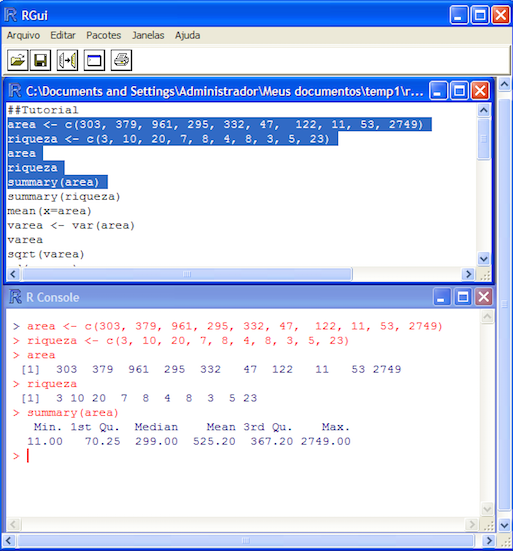 RGui
Arquivo Editar Pacotes Janelas Ajuda
C:\Documents and Settings\Administrador\Meus documentos\temp1\r...
##Tutorial
area <- c(303, 379, 961, 295, 332, 47,  122, 11, 53, 2749)
riqueza <- c(3, 10, 20, 7, 8, 4, 8, 3, 5, 23)
area
riqueza
summary(area)
summary(riqueza)
mean(x=area)
varea <- var(area)
varea
sqrt(varea)
R Console
> area <- c(303, 379, 961, 295, 332, 47,  122, 11, 53, 2749)
> riqueza <- c(3, 10, 20, 7, 8, 4, 8, 3, 5, 23)
> area
 [1]  303  379  961  295  332   47  122   11   53 2749
> riqueza
 [1]  3 10 20  7  8  4  8  3  5 23
> summary(area)
   Min. 1st Qu.  Median    Mean 3rd Qu.    Max.
  11.00   70.25  299.00  525.20  367.20 2749.00
>